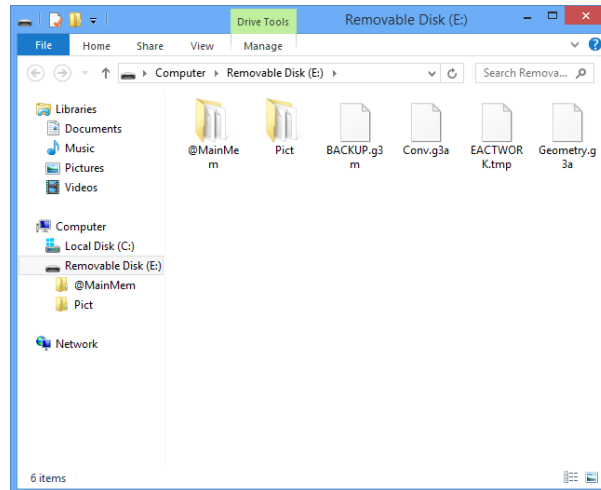 Drive Tools
Removable Disk (E:)
File Home Share View Manage
Computer Removable Disk (E:)
Search Remova...
Libraries
Documents
Music
Pictures
Videos
Computer
Local Disk (C:)
Removable Disk (E:)
@MainMem
Pict
Network
@MainMe
m
Pict
BACKUP.g3
m
Conv.g3a
EACTWOR
K.tmp
Geometry.g
3a
6 items